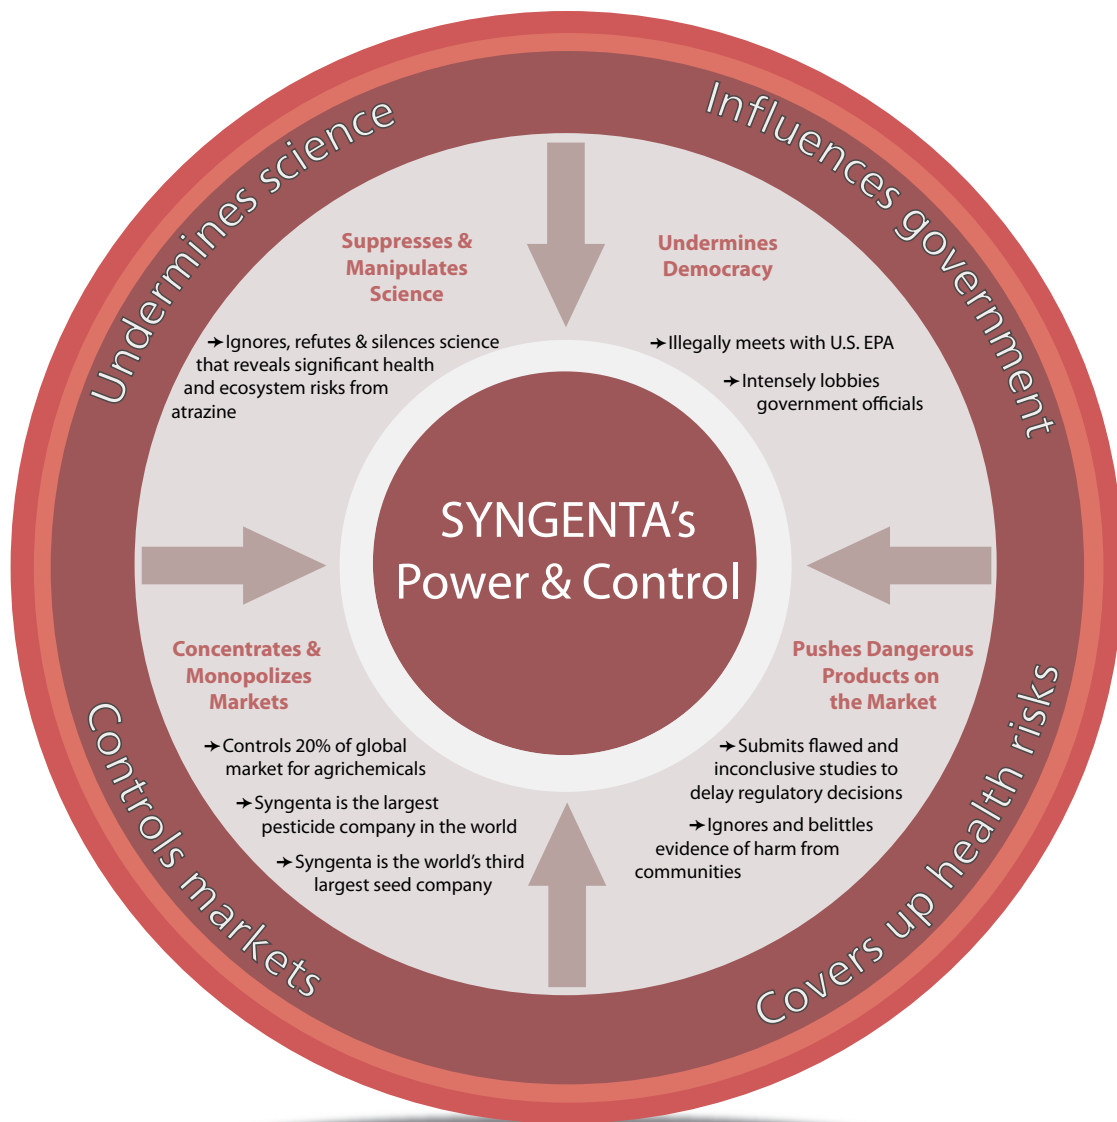 Undermines science
Influences government
Suppresses &
Manipulates
Science
➔ Ignores, refutes & silences science
that reveals significant health
and ecosystem risks from
atrazine
Undermines
Democracy
➔ Illegally meets with U.S. EPA
➔ Intensely lobbies
government officials
SYNGENTA's
Power & Control
Concentrates &
Monopolizes
Markets
➔ Controls 20% of global
market for agrichemicals
➔ Syngenta is the largest
pesticide company in the world
➔ Syngenta is the world's third
largest seed company
Pushes Dangerous
Products on
the Market
➔ Submits flawed and
inconclusive studies to
delay regulatory decisions
➔ Ignores and belittles
evidence of harm from
communities
Controls markets
Covers up health risks